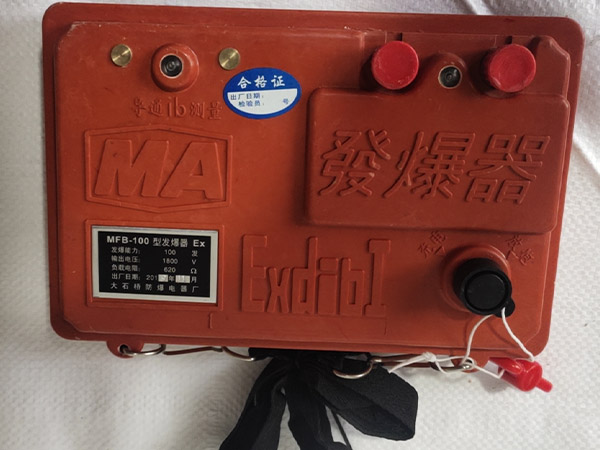 合格证
出厂日期:
检验员: 号
导通ib测量
MA
發爆器
MFB-100 型发爆器 Ex
发爆能力: 100 发
输出电压: 1800 V
负载电阻: 620 Ω
出厂日期: 201 年 月
大石桥防爆电器厂
ExdibI